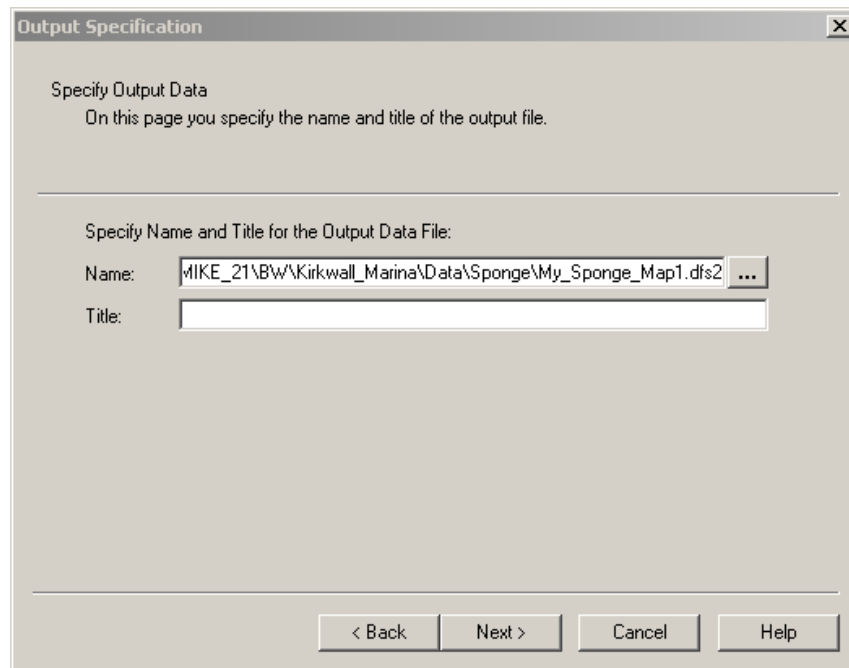 Output Specification
Specify Output Data
On this page you specify the name and title of the output file.
Specify Name and Title for the Output Data File:
Name: MIKE_21\BW\Kirkwall_Marina\Data\Sponge\My_Sponge_Map1.dfs2 ...
Title:
< Back Next > Cancel Help